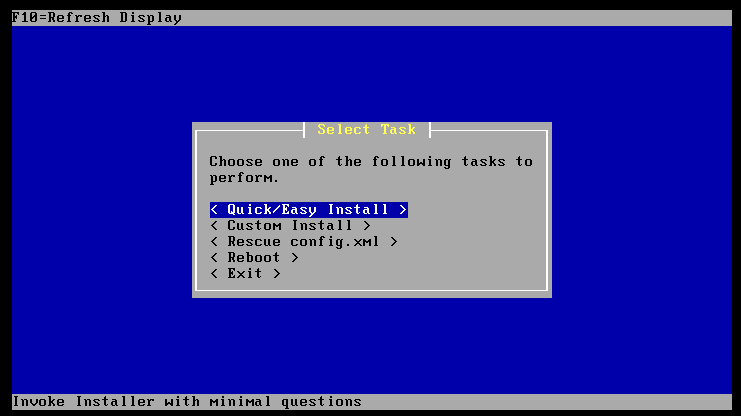 F10=Refresh Display
Select Task
Choose one of the following tasks to
perform.
< Quick/Easy Install >
< Custom Install >
< Rescue config.xml >
< Reboot >
< Exit >
Invoke Installer with minimal questions